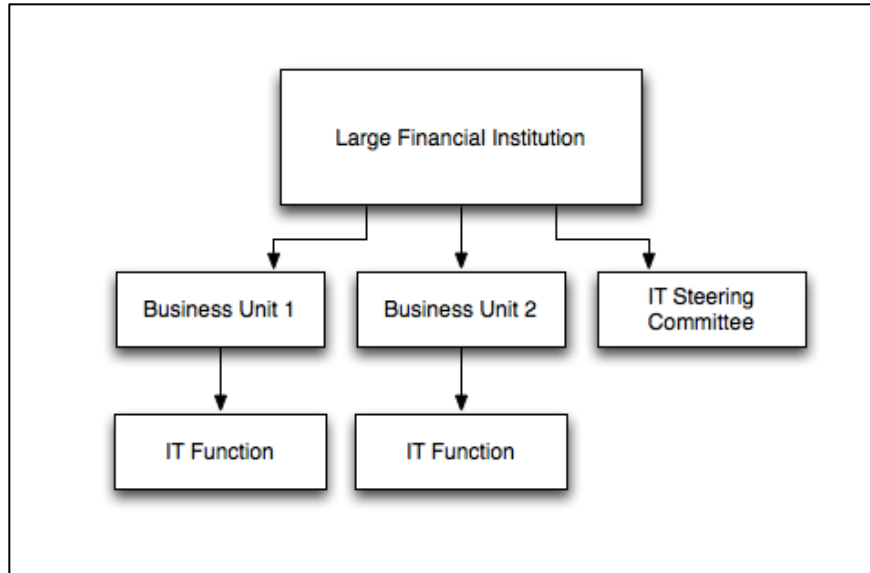 Large Financial Institution
Business Unit 1
Business Unit 2
IT Steering
Committee
IT Function
IT Function